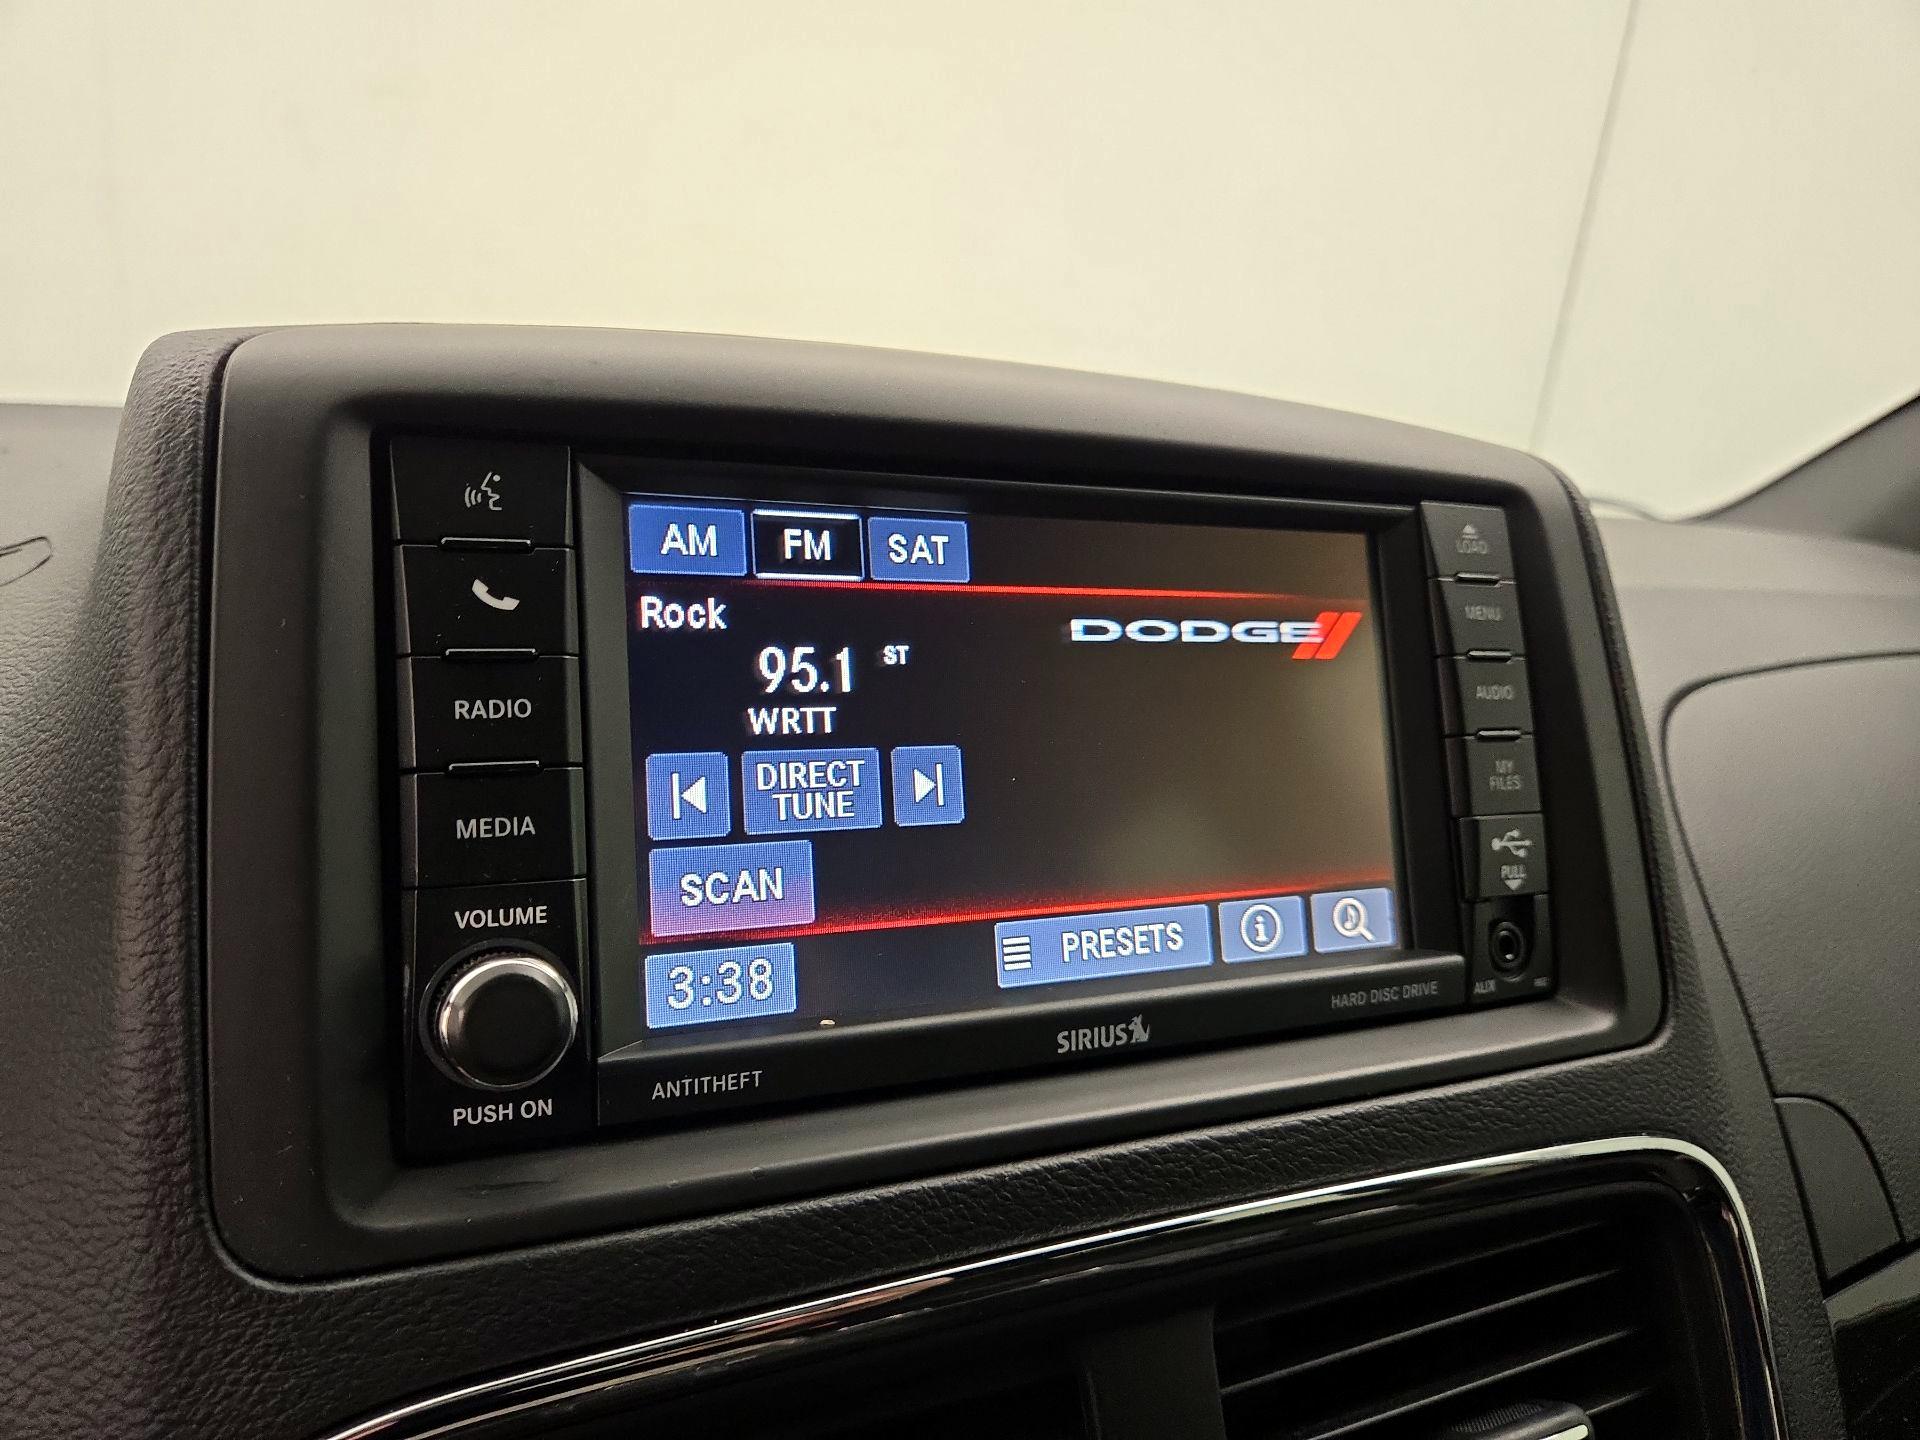 AM FM SAT
Rock
DODGE
95.1 ST
WRTT
DIRECT
TUNE
SCAN
PRESETS
3:38
RADIO
MEDIA
VOLUME
PUSH ON
ANTITHEFT
SIRIUS
HARD DISC DRIVE
LOAD
MENU
AUDIO
MY
FILES
PULL
AUX